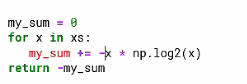 my_sum = 0
for x in xs:
    my_sum += -x * np.log2(x)
return -my_sum